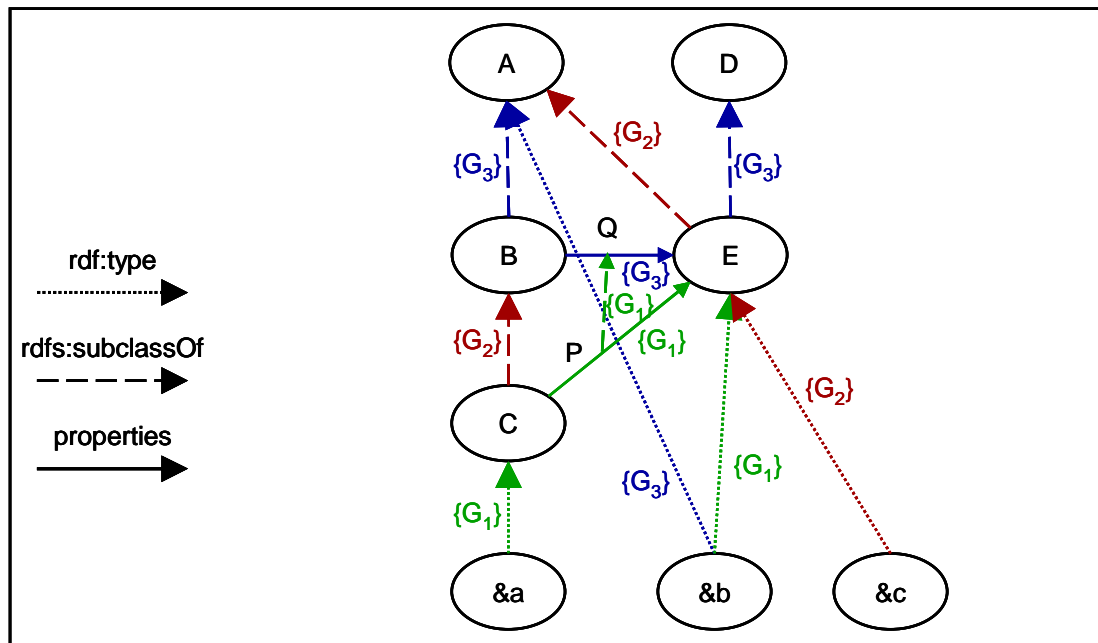 A
D
{G2}
{G3}
{G3}
Q
B
E
{G3}
rdf:type
{G1}
{G2}
P
{G1}
rdfs:subclassOf
{G2}
C
properties
{G3}
{G1}
{G1}
&a
&b
&c